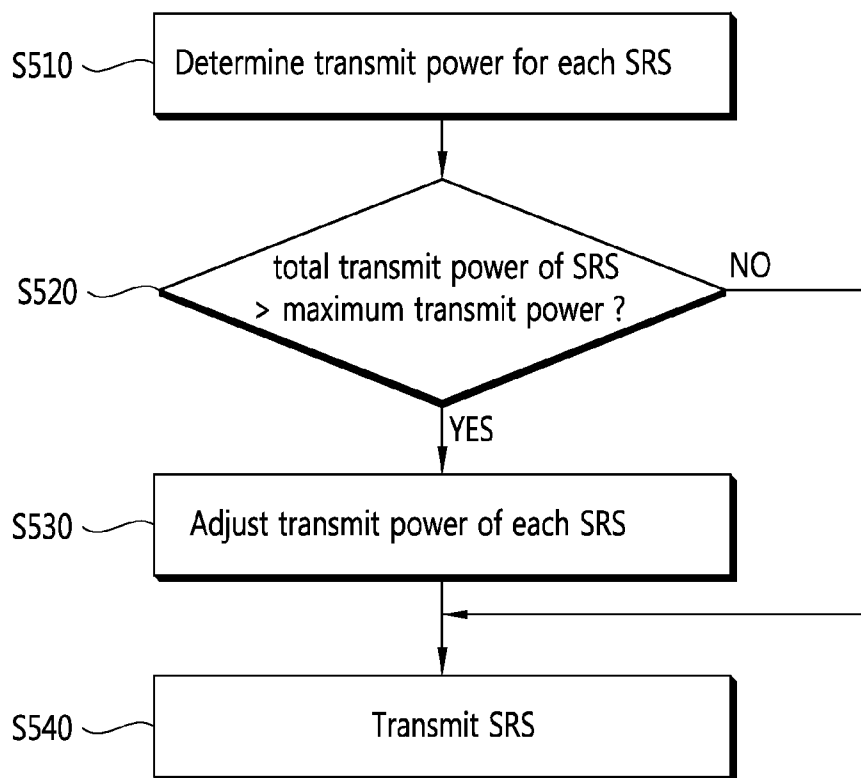 S510
Determine transmit power for each SRS
S520
total transmit power of SRS
> maximum transmit power ?
NO
YES
S530
Adjust transmit power of each SRS
S540
Transmit SRS